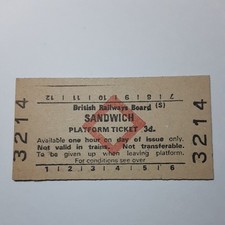 7 8 9 10 11 12
British Railways Board (S)
SANDWICH
PLATFORM TICKET 3d.
Available one hour on day of issue only.
Not valid in trains. Not transferable.
To be given up when leaving platform.
For conditions see over
1 2 3 4 5 6
3214
3214